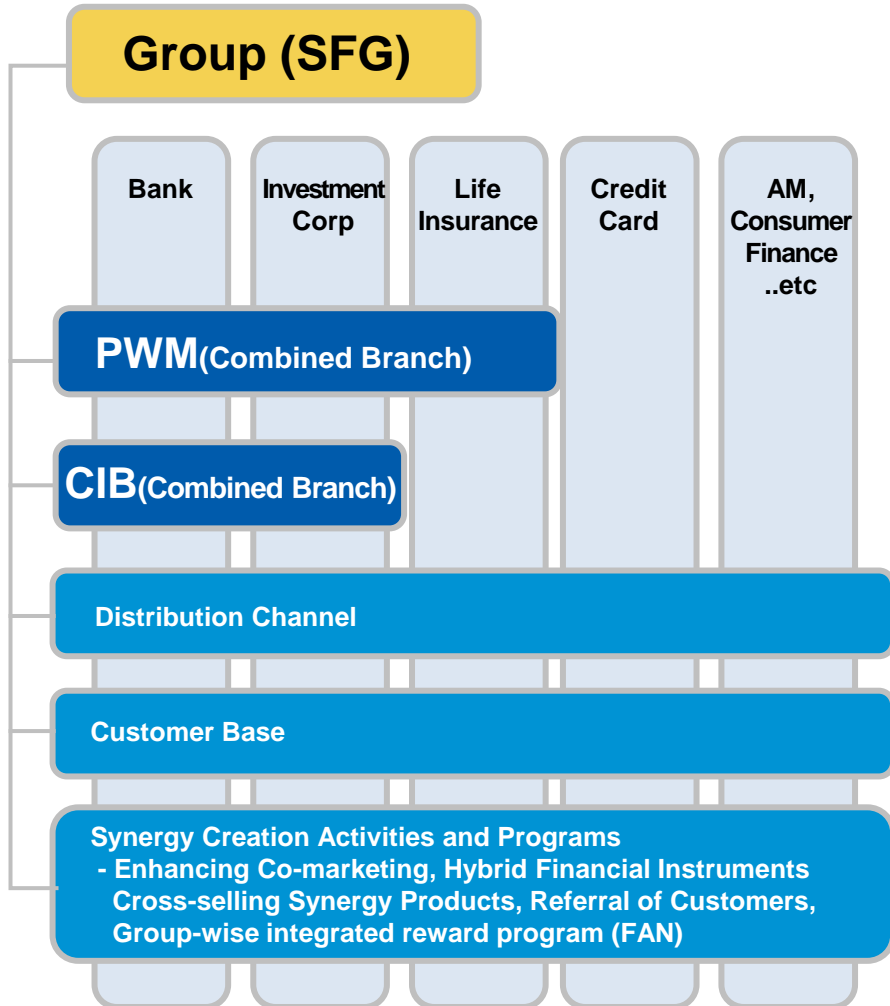 Group (SFG)
Bank
Investment
Corp
Life
Insurance
Credit
Card
AM,
Consumer
Finance
..etc
PWM(Combined Branch)
CIB(Combined Branch)
Distribution Channel
Customer Base
Synergy Creation Activities and Programs
- Enhancing Co-marketing, Hybrid Financial Instruments
Cross-selling Synergy Products, Referral of Customers,
Group-wise integrated reward program (FAN)